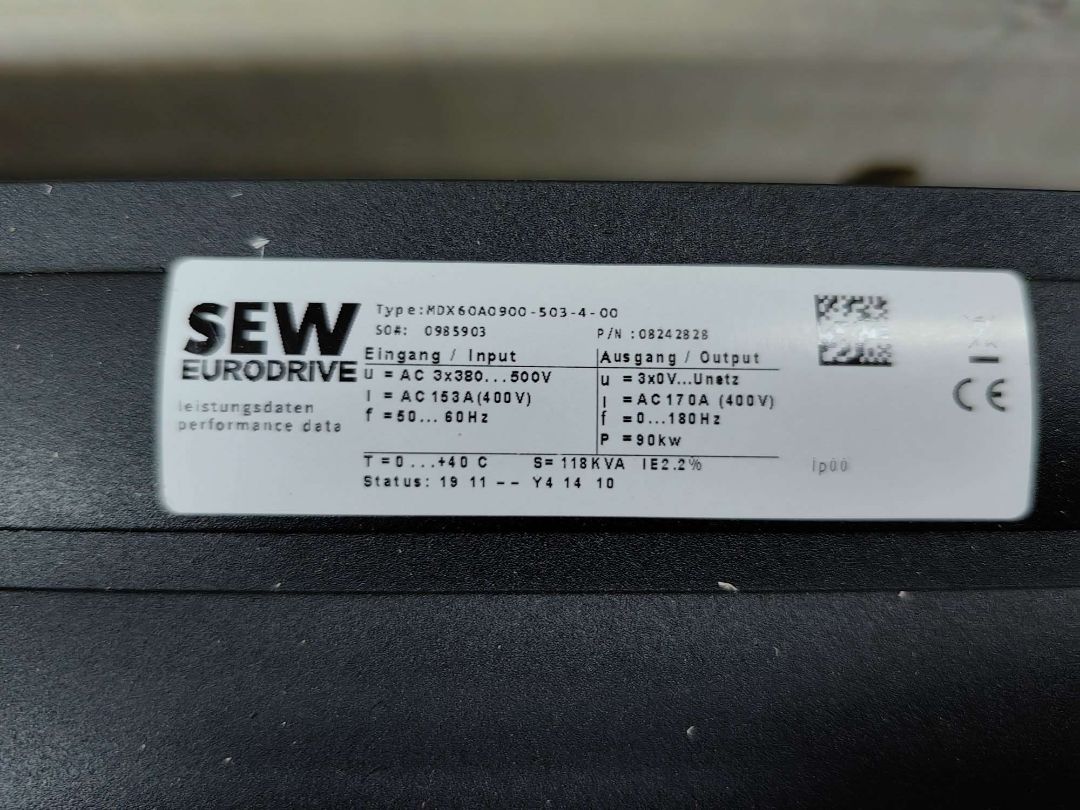 SEW
EURODRIVE
leistungsdaten
performance data
Type:MDX60A0900-503-4-00
SO#: 0985903 P/N :08242828
Eingang / Input
u = AC 3x380...500V
I = AC 153A(400V)
f =50... 60Hz
Ausgang / Output
u =3x0V...Unetz
I =AC170A (400V)
f =0...180Hz
P =90kw
T =0 ...+40 C S= 118KVA IE2.2%
Status: 19 11 -- Y4 14 10
CE
ip00